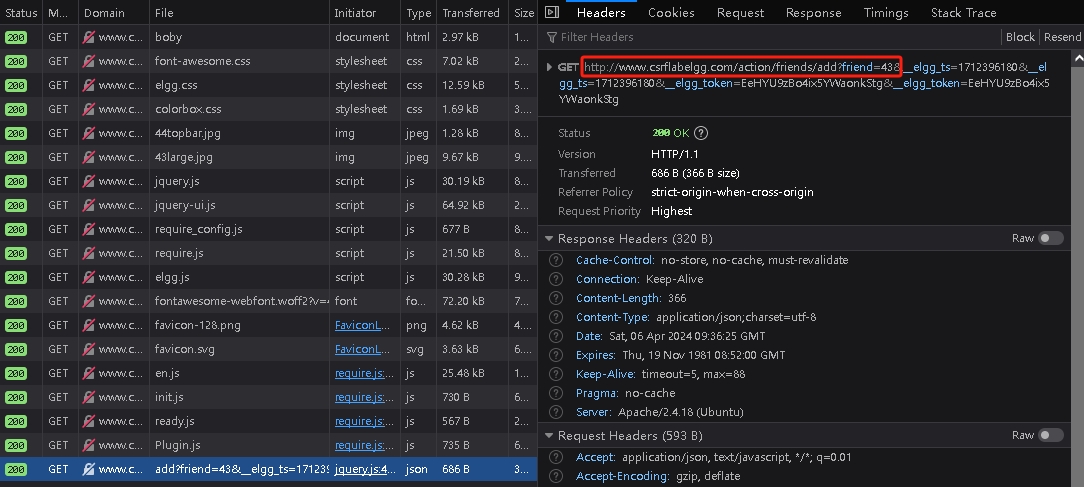 Status M... Domain File Initiator Type Transferred Size
200 GET www.c... boby document html 2.97 kB 1...
200 GET www.c... font-awesome.css stylesheet css 7.02 kB 2...
200 GET www.c... elgg.css stylesheet css 12.59 kB 5...
200 GET www.c... colorbox.css stylesheet css 1.69 kB 3...
200 GET www.c... 44topbar.jpg img jpeg 1.28 kB 8...
200 GET www.c... 43large.jpg img jpeg 9.67 kB 9...
200 GET www.c... jquery.js script js 30.19 kB 8...
200 GET www.c... jquery-ui.js script js 64.92 kB 2...
200 GET www.c... require_config.js script js 677 B 3...
200 GET www.c... require.js script js 21.50 kB 8...
200 GET www.c... elgg.js script js 30.28 kB 9...
200 GET www.c... fontawesome-webfont.woff2?v=4 font fo... 72.20 kB 7...
200 GET www.c... favicon-128.png FaviconL... png 4.62 kB 4...
200 GET www.c... favicon.svg FaviconL... svg 3.63 kB 6...
200 GET www.c... en.js require.js:... js 25.48 kB 1...
200 GET www.c... init.js require.js:... js 730 B 6...
200 GET www.c... ready.js require.js:... js 567 B 2...
200 GET www.c... Plugin.js require.js:... js 735 B 6...
200 GET www.c... add?friend=43&__elgg_ts=171239 jquery.js:4... json 686 B 3...
Headers Cookies Request Response Timings Stack Trace
Filter Headers Block Resend
GET http://www.csrflabelgg.com/action/friends/add?friend=43&__elgg_ts=1712396180&__el
gg_ts=1712396180&__elgg_token=EeHYU9zBo4ix5YWaonkStg&__elgg_token=EeHYU9zBo4ix5
YWaonkStg
Status 200 OK ?
Version HTTP/1.1
Transferred 686 B (366 B size)
Referrer Policy strict-origin-when-cross-origin
Request Priority Highest
Response Headers (320 B) Raw
? Cache-Control: no-store, no-cache, must-revalidate
? Connection: Keep-Alive
? Content-Length: 366
? Content-Type: application/json;charset=utf-8
? Date: Sat, 06 Apr 2024 09:36:25 GMT
? Expires: Thu, 19 Nov 1981 08:52:00 GMT
? Keep-Alive: timeout=5, max=88
? Pragma: no-cache
? Server: Apache/2.4.18 (Ubuntu)
Request Headers (593 B) Raw
? Accept: application/json, text/javascript, */*; q=0.01
? Accept-Encoding: gzip, deflate